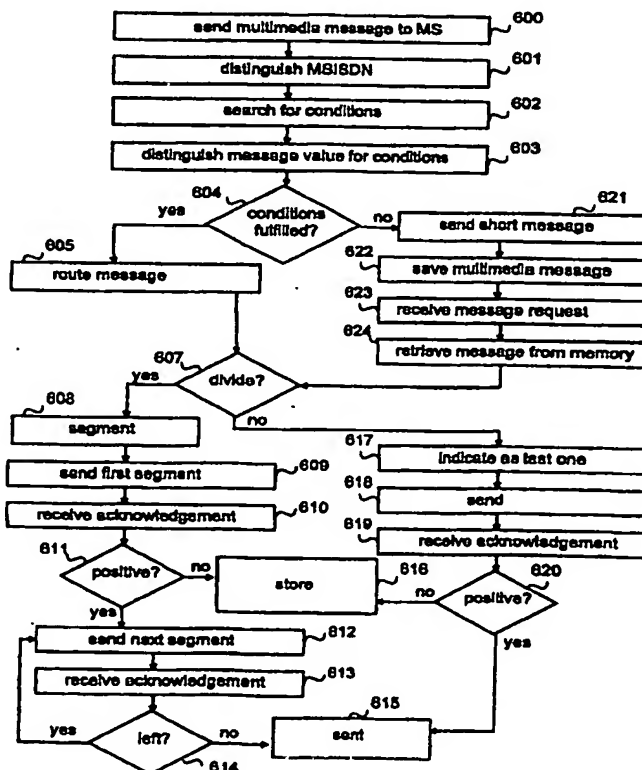 send multimedia message to MS 600
distinguish MSISDN 601
search for conditions 602
distinguish message value for conditions 603
604
conditions fulfilled?
yes
no
605
route message
621
send short message
622
save multimedia message
623
receive message request
624
retrieve message from memory
607
divide?
yes
no
608
segment
send first segment 609
receive acknowledgement 610
611
positive?
no
yes
616
store
617
indicate as last one
618
send
619
receive acknowledgement
620
positive?
no
yes
send next segment 612
receive acknowledgement 613
left?
yes
no
614
615
sent